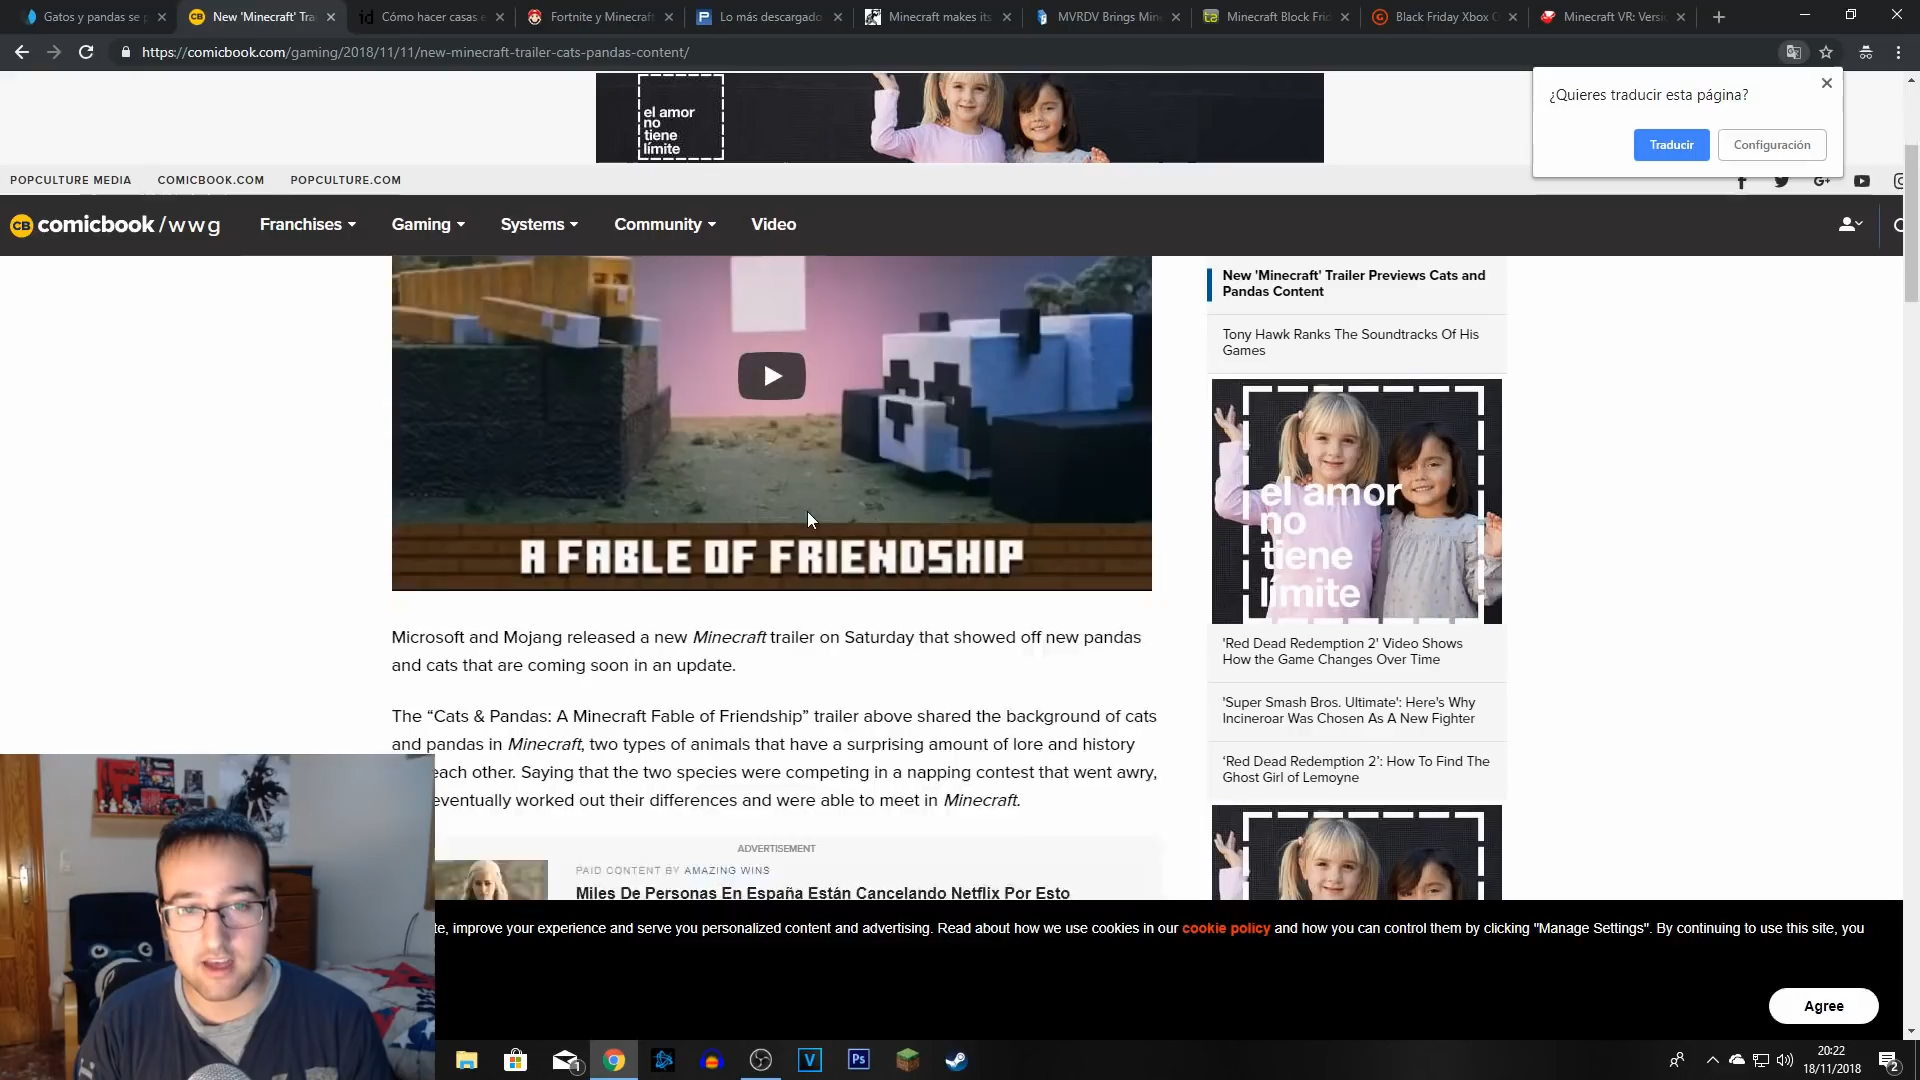 Gatos y pandas se p
New 'Minecraft' Tra
Cómo hacer casas e
Fortnite y Minecraft
Lo más descargado
Minecraft makes its
MVRDV Brings Mine
Minecraft Block Frid
Black Friday Xbox O
Minecraft VR: Versió
https://comicbook.com/gaming/2018/11/11/new-minecraft-trailer-cats-pandas-content/
¿Quieres traducir esta página?
Traducir
Configuración
el amor
no
tiene
límite
POPCULTURE MEDIA
COMICBOOK.COM
POPCULTURE.COM
CB comicbook/wwg
Franchises
Gaming
Systems
Community
Video
A FABLE OF FRIENDSHIP
New 'Minecraft' Trailer Previews Cats and
Pandas Content
Tony Hawk Ranks The Soundtracks Of His
Games
el amor
no
tiene
límite
'Red Dead Redemption 2' Video Shows
How the Game Changes Over Time
'Super Smash Bros. Ultimate': Here's Why
Incineroar Was Chosen As A New Fighter
‘Red Dead Redemption 2’: How To Find The
Ghost Girl of Lemoyne
Microsoft and Mojang released a new Minecraft trailer on Saturday that showed off new pandas
and cats that are coming soon in an update.
The “Cats & Pandas: A Minecraft Fable of Friendship” trailer above shared the background of cats
and pandas in Minecraft, two types of animals that have a surprising amount of lore and history
each other. Saying that the two species were competing in a napping contest that went awry,
eventually worked out their differences and were able to meet in Minecraft.
ADVERTISEMENT
PAID CONTENT BY AMAZING WINS
Miles De Personas En España Están Cancelando Netflix Por Esto
te, improve your experience and serve you personalized content and advertising. Read about how we use cookies in our cookie policy and how you can control them by clicking "Manage Settings". By continuing to use this site, you
Agree
1
V
Ps
20:22
18/11/2018
2